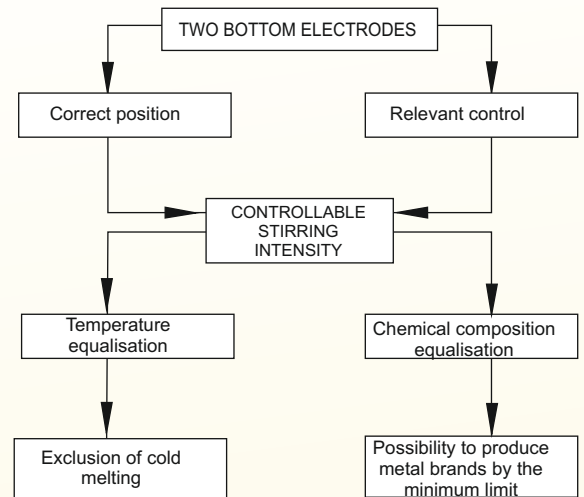 TWO BOTTOM ELECTRODES
Correct position
Relevant control
CONTROLLABLE
STIRRING
INTENSITY
Temperature
equalisation
Chemical composition
equalisation
Exclusion of cold
melting
Possibility to produce
metal brands by the
minimum limit